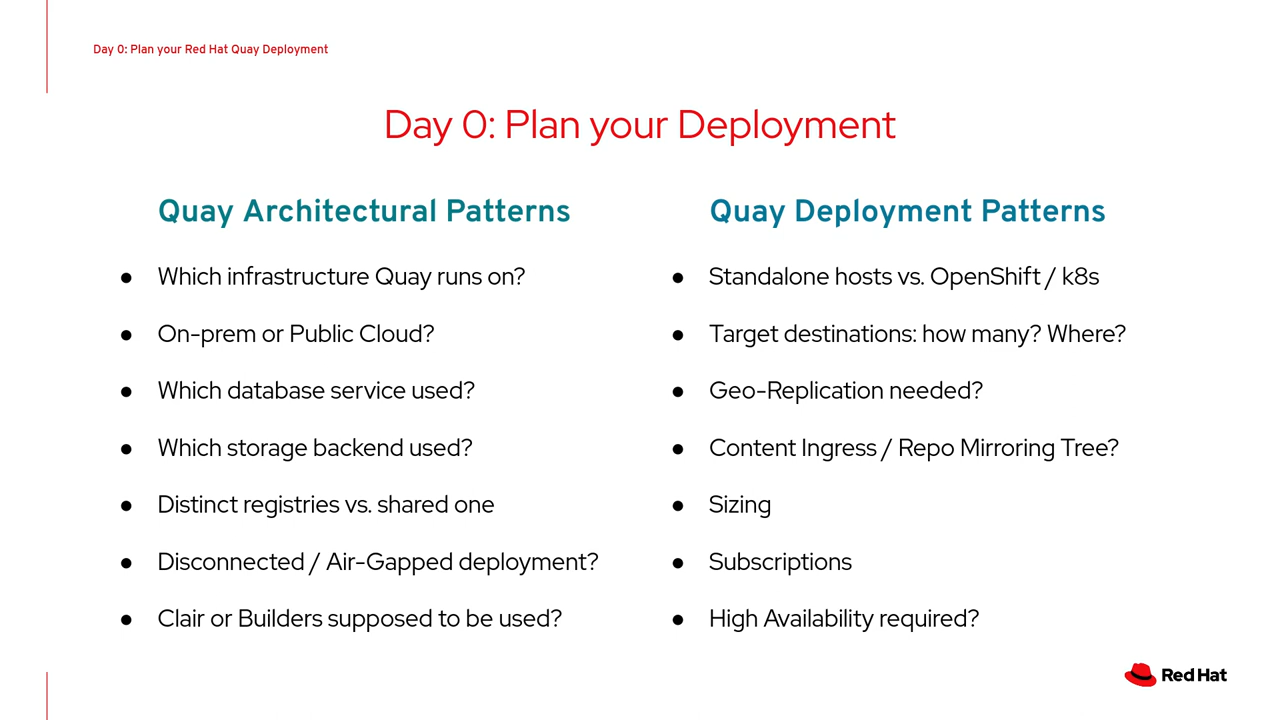 Day 0: Plan your Red Hat Quay Deployment
Day 0: Plan your Deployment
Quay Architectural Patterns
● Which infrastructure Quay runs on?
● On-prem or Public Cloud?
● Which database service used?
● Which storage backend used?
● Distinct registries vs. shared one
● Disconnected / Air-Gapped deployment?
● Clair or Builders supposed to be used?
Quay Deployment Patterns
● Standalone hosts vs. OpenShift / k8s
● Target destinations: how many? Where?
● Geo-Replication needed?
● Content Ingress / Repo Mirroring Tree?
● Sizing
● Subscriptions
● High Availability required?
Red Hat